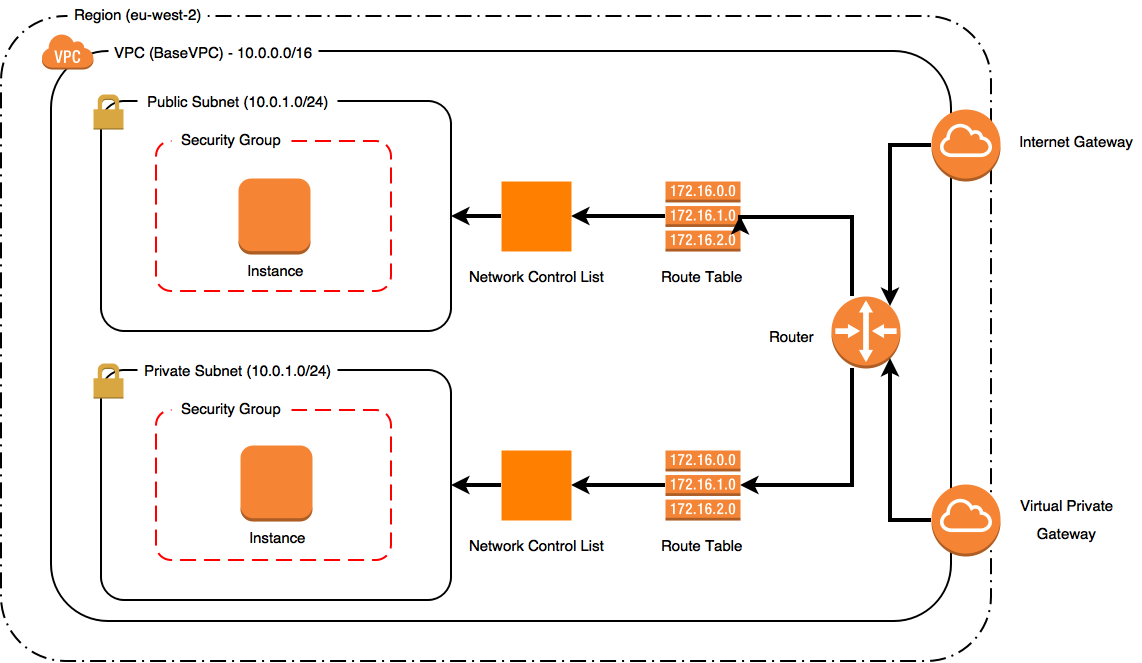 Region (eu-west-2)
VPC
VPC (BaseVPC) - 10.0.0.0/16
Public Subnet (10.0.1.0/24)
Security Group
Instance
Network Control List
172.16.0.0
172.16.1.0
172.16.2.0
Route Table
Internet Gateway
Router
Private Subnet (10.0.1.0/24)
Security Group
Instance
Network Control List
172.16.0.0
172.16.1.0
172.16.2.0
Route Table
Virtual Private
Gateway